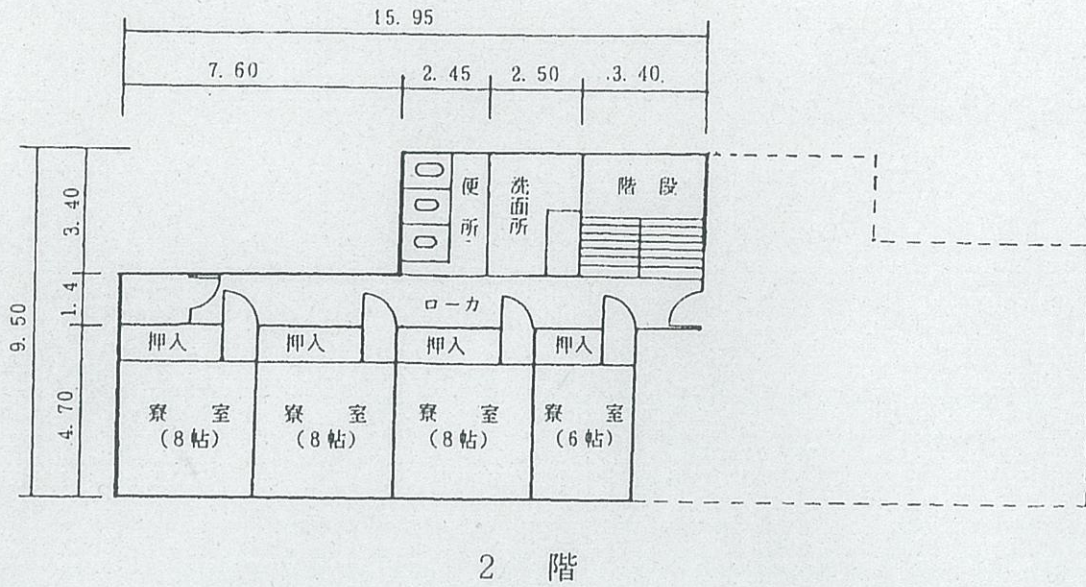 15.95
7.60
2.45
2.50
3.40
9.50
3.40
1.4
4.70
便所
洗面所
階段
ローカ
押入
押入
押入
押入
寮室
(8帖)
寮室
(8帖)
寮室
(8帖)
寮室
(6帖)
2階